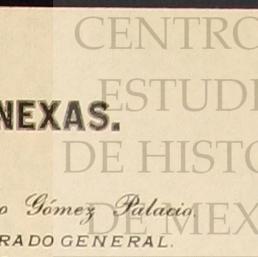 CENTRO
ESTUDI
NEXAS.
DE HISTO
o Gómez Palacio.
DE MEX
RADO GENERAL.